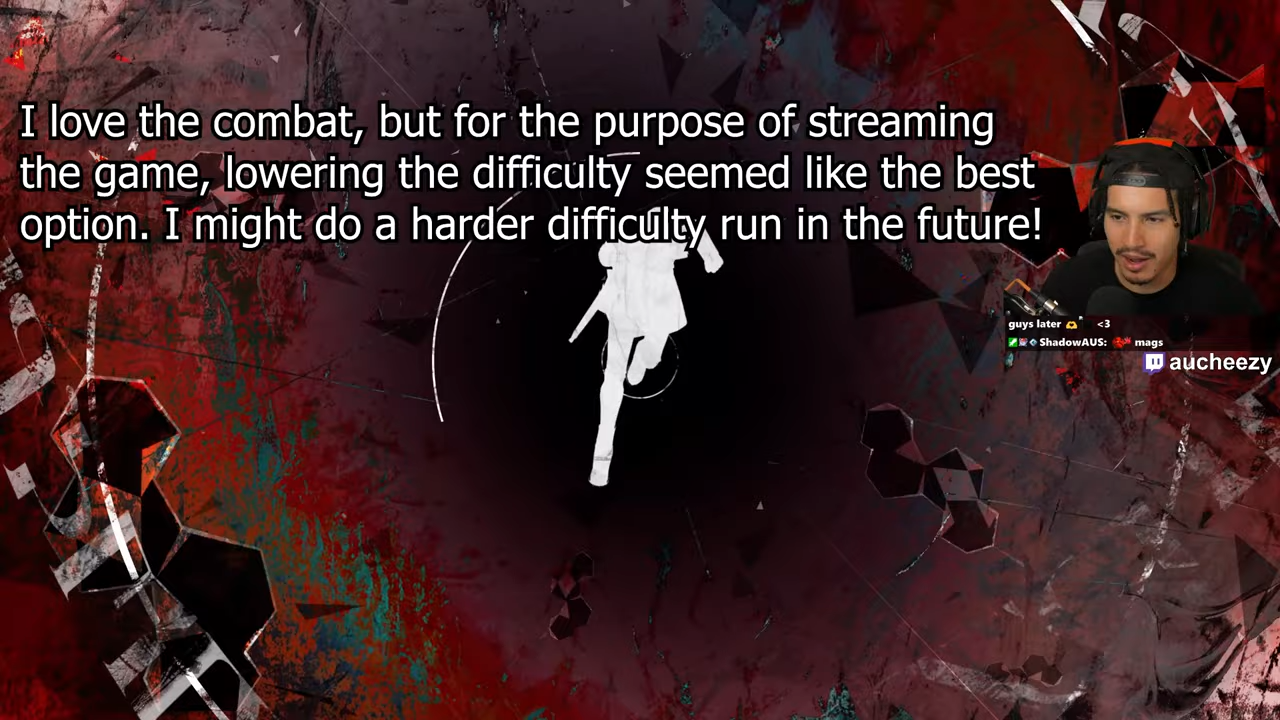 I love the combat, but for the purpose of streaming
the game, lowering the difficulty seemed like the best
option. I might do a harder difficulty run in the future!
guys later 🫶 <3
ShadowAUS: mags
aucheezy